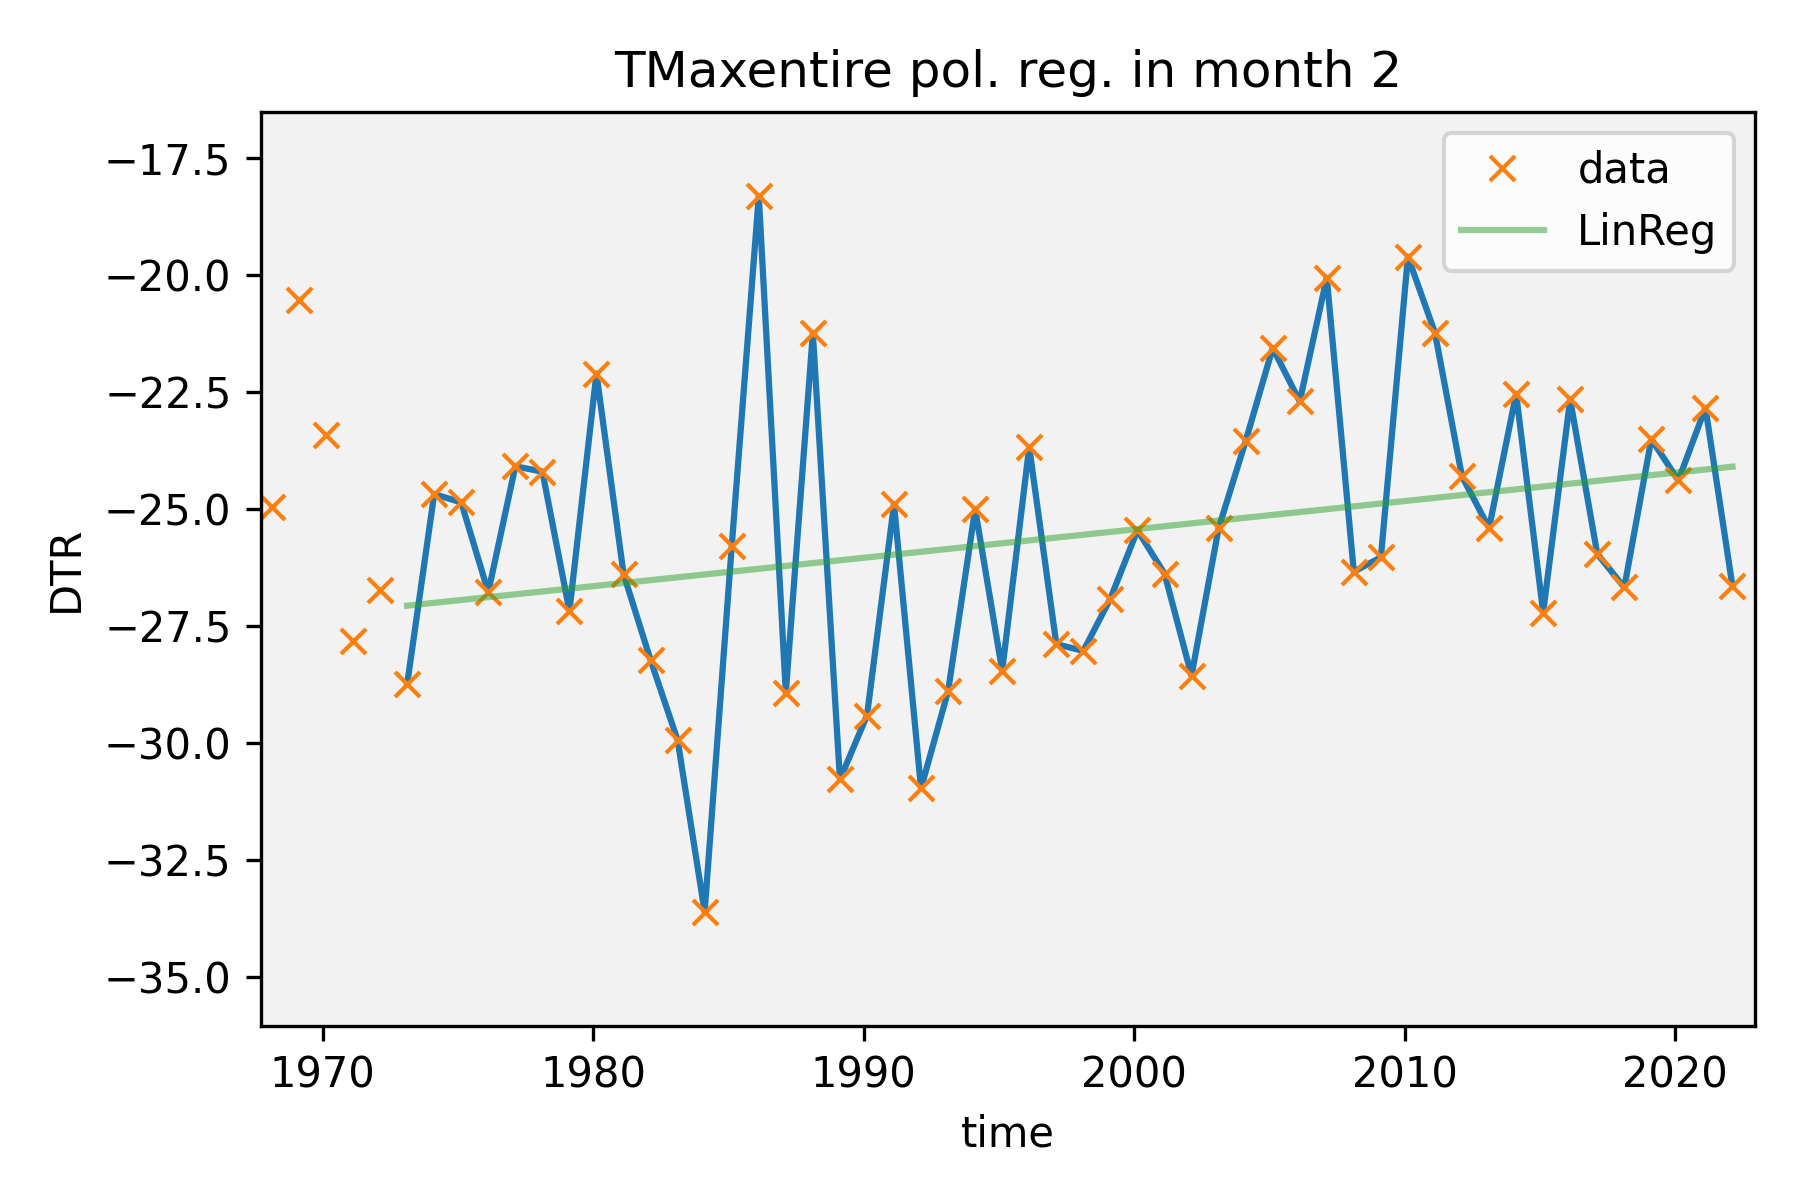 TMaxentire pol. reg. in month 2
data
LinReg
−17.5
−20.0
−22.5
−25.0
−27.5
−30.0
−32.5
−35.0
DTR
1970 1980 1990 2000 2010 2020
time